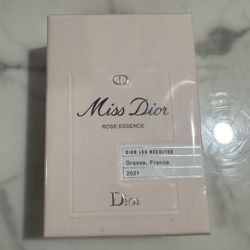 CD
Miss Dior
ROSE ESSENCE
DIOR LES RÉCOLTES
Grasse, France
2021
Dior